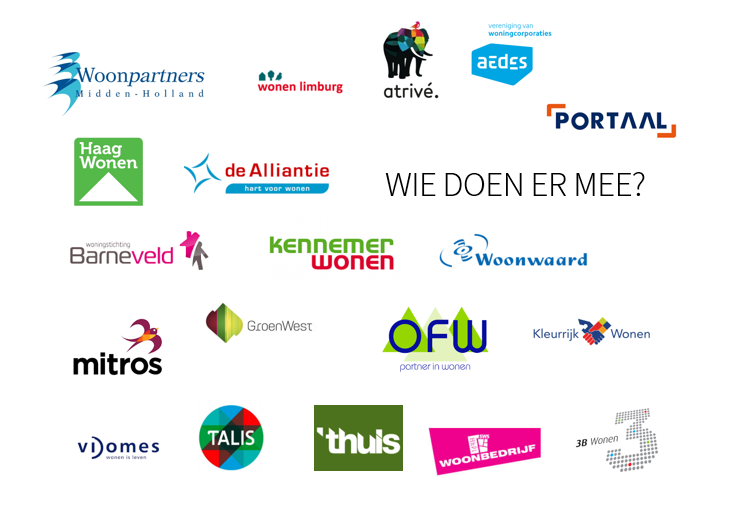 Woonpartners
Midden-Holland
wonen limburg
atrivé.
vereniging van
woningcorporaties
aedes
PORTAAL
Haag
Wonen
de Alliantie
hart voor wonen
WIE DOEN ER MEE?
woningstichting
Barneveld
kennemer
wonen
Woonwaard
mitros
GroenWest
OFW
partner in wonen
Kleurrijk Wonen
vidomes
wonen is leven
TALIS
'thuis
WOONBEDRIJF
3B Wonen
3